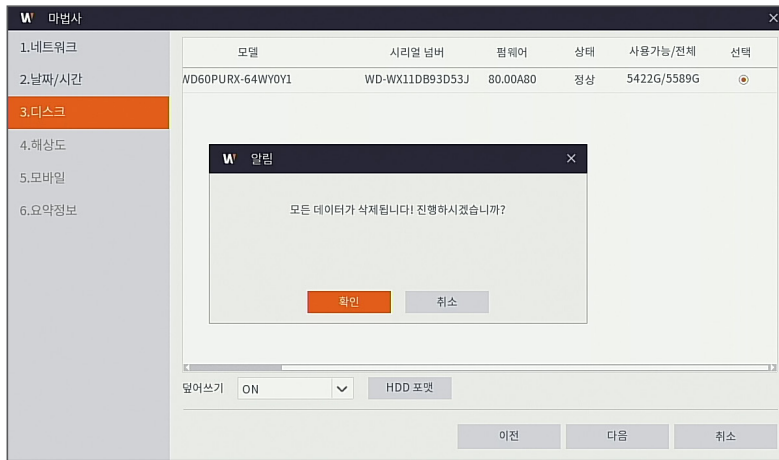 W 마법사
1.네트워크
2.날짜/시간
3.디스크
4.해상도
5.모바일
6.요약정보
모델 시리얼 넘버 펌웨어 상태 사용가능/전체 선택
WD60PURX-64WY0Y1 WD-WX11DB93D53J 80.00A80 정상 5422G/5589G
W 알림
모든 데이터가 삭제됩니다! 진행하시겠습니까?
확인 취소
덮어쓰기 ON HDD 포맷
이전 다음 취소